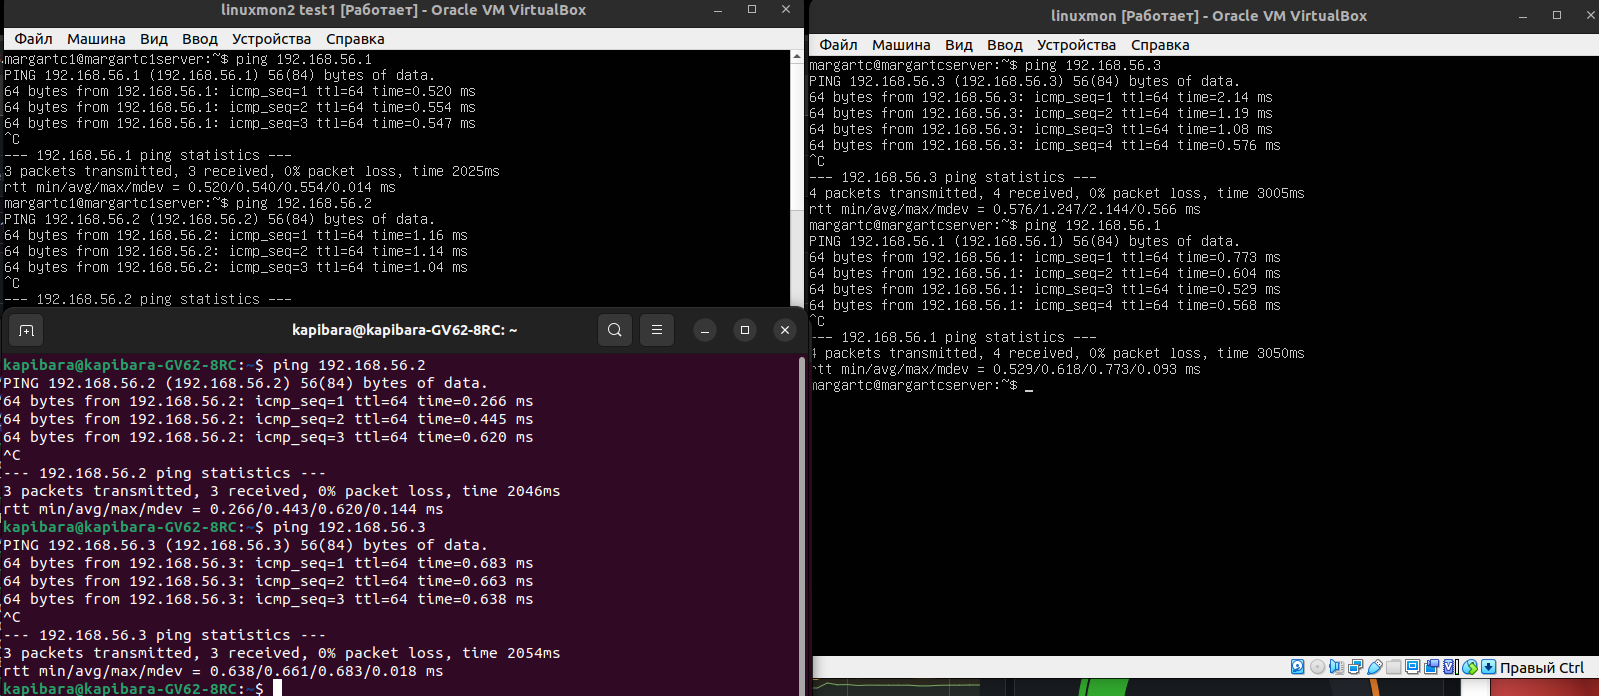 linuxmon2 test1 [Работает] - Oracle VM VirtualBox
Файл Машина Вид Ввод Устройства Справка
margartc1@margartc1server:~$ ping 192.168.56.1
PING 192.168.56.1 (192.168.56.1) 56(84) bytes of data.
64 bytes from 192.168.56.1: icmp_seq=1 ttl=64 time=0.520 ms
64 bytes from 192.168.56.1: icmp_seq=2 ttl=64 time=0.554 ms
64 bytes from 192.168.56.1: icmp_seq=3 ttl=64 time=0.547 ms
^C
--- 192.168.56.1 ping statistics ---
3 packets transmitted, 3 received, 0% packet loss, time 2025ms
rtt min/avg/max/mdev = 0.520/0.540/0.554/0.014 ms
margartc1@margartc1server:~$ ping 192.168.56.2
PING 192.168.56.2 (192.168.56.2) 56(84) bytes of data.
64 bytes from 192.168.56.2: icmp_seq=1 ttl=64 time=1.16 ms
64 bytes from 192.168.56.2: icmp_seq=2 ttl=64 time=1.14 ms
64 bytes from 192.168.56.2: icmp_seq=3 ttl=64 time=1.04 ms
^C
--- 192.168.56.2 ping statistics ---
kapibara@kapibara-GV62-8RC: ~
kapibara@kapibara-GV62-8RC:~$ ping 192.168.56.2
PING 192.168.56.2 (192.168.56.2) 56(84) bytes of data.
64 bytes from 192.168.56.2: icmp_seq=1 ttl=64 time=0.266 ms
64 bytes from 192.168.56.2: icmp_seq=2 ttl=64 time=0.445 ms
64 bytes from 192.168.56.2: icmp_seq=3 ttl=64 time=0.620 ms
^C
--- 192.168.56.2 ping statistics ---
3 packets transmitted, 3 received, 0% packet loss, time 2046ms
rtt min/avg/max/mdev = 0.266/0.443/0.620/0.144 ms
kapibara@kapibara-GV62-8RC:~$ ping 192.168.56.3
PING 192.168.56.3 (192.168.56.3) 56(84) bytes of data.
64 bytes from 192.168.56.3: icmp_seq=1 ttl=64 time=0.683 ms
64 bytes from 192.168.56.3: icmp_seq=2 ttl=64 time=0.663 ms
64 bytes from 192.168.56.3: icmp_seq=3 ttl=64 time=0.638 ms
^C
--- 192.168.56.3 ping statistics ---
3 packets transmitted, 3 received, 0% packet loss, time 2054ms
rtt min/avg/max/mdev = 0.638/0.661/0.683/0.018 ms
kapibara@kapibara-GV62-8RC:~$
linuxmon [Работает] - Oracle VM VirtualBox
Файл Машина Вид Ввод Устройства Справка
margartc@margartcserver:~$ ping 192.168.56.3
PING 192.168.56.3 (192.168.56.3) 56(84) bytes of data.
64 bytes from 192.168.56.3: icmp_seq=1 ttl=64 time=2.14 ms
64 bytes from 192.168.56.3: icmp_seq=2 ttl=64 time=1.19 ms
64 bytes from 192.168.56.3: icmp_seq=3 ttl=64 time=1.08 ms
64 bytes from 192.168.56.3: icmp_seq=4 ttl=64 time=0.576 ms
^C
--- 192.168.56.3 ping statistics ---
4 packets transmitted, 4 received, 0% packet loss, time 3005ms
rtt min/avg/max/mdev = 0.576/1.247/2.144/0.566 ms
margartc@margartcserver:~$ ping 192.168.56.1
PING 192.168.56.1 (192.168.56.1) 56(84) bytes of data.
64 bytes from 192.168.56.1: icmp_seq=1 ttl=64 time=0.773 ms
64 bytes from 192.168.56.1: icmp_seq=2 ttl=64 time=0.604 ms
64 bytes from 192.168.56.1: icmp_seq=3 ttl=64 time=0.529 ms
64 bytes from 192.168.56.1: icmp_seq=4 ttl=64 time=0.568 ms
^C
--- 192.168.56.1 ping statistics ---
4 packets transmitted, 4 received, 0% packet loss, time 3050ms
rtt min/avg/max/mdev = 0.529/0.618/0.773/0.093 ms
margartc@margartcserver:~$ _
Правый Ctrl